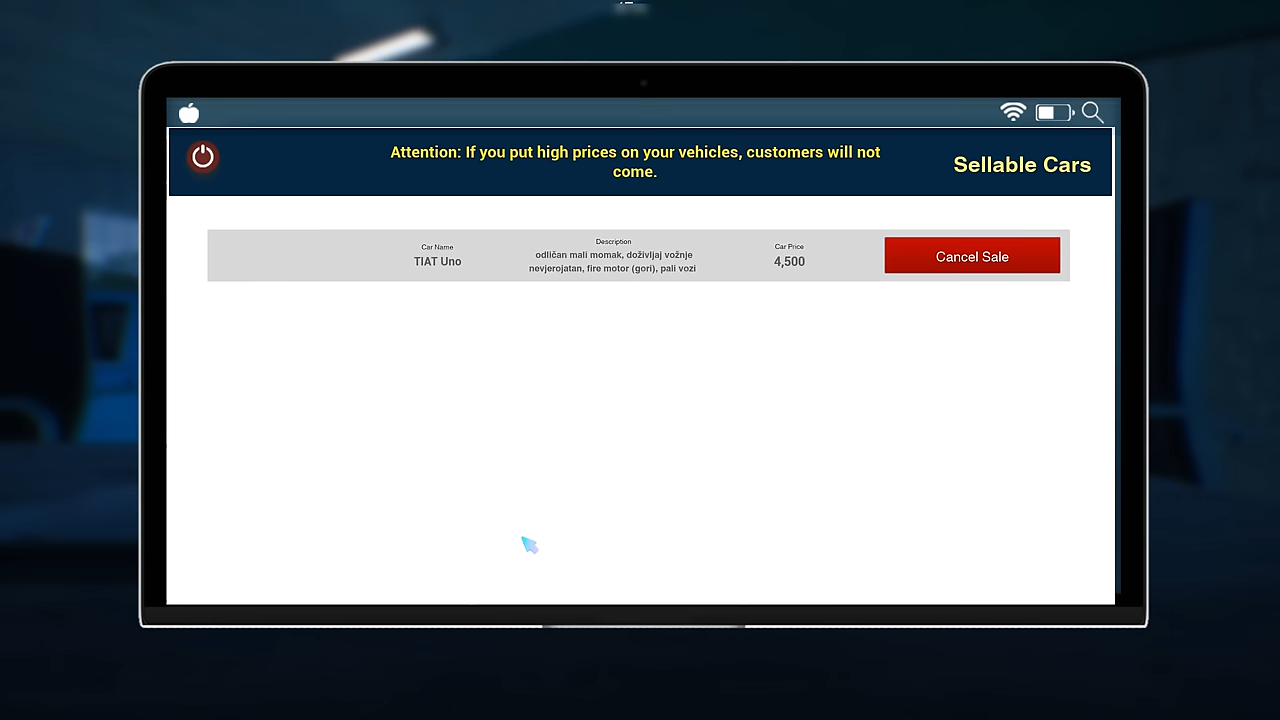 Attention: If you put high prices on your vehicles, customers will not
come.
Sellable Cars
Car Name
TIAT Uno
Description
odličan mali momak, doživljaj vožnje
nevjerojatan, fire motor (gori), pali vozi
Car Price
4,500
Cancel Sale